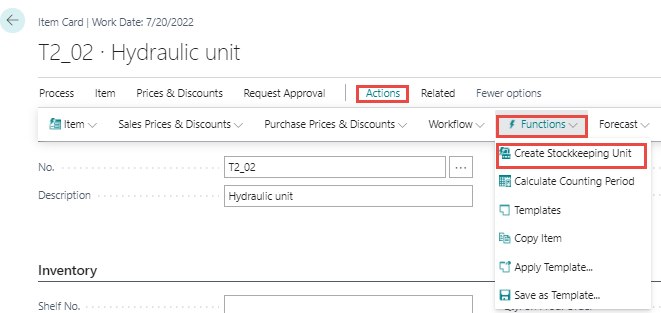 Item Card | Work Date: 7/20/2022
T2_02 · Hydraulic unit
Process Item Prices & Discounts Request Approval Actions Related Fewer options
Item Sales Prices & Discounts Purchase Prices & Discounts Workflow Functions Forecast
Create Stockkeeping Unit
No. T2_02 ...
Calculate Counting Period
Description Hydraulic unit
Templates
Copy Item
Inventory
Apply Template...
Save as Template...
Shelf No.